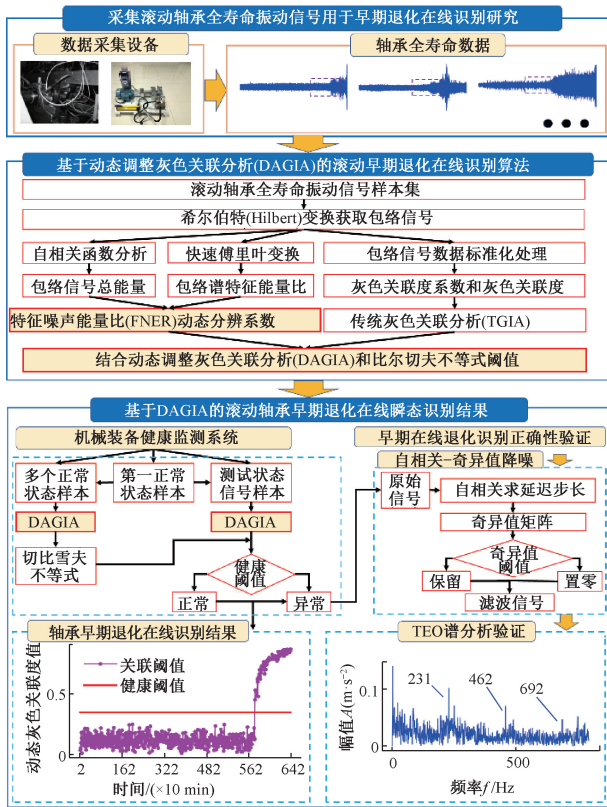 采集滚动轴承全寿命振动信号用于早期退化在线识别研究
数据采集设备
轴承全寿命数据
基于动态调整灰色关联分析(DAGIA)的滚动早期退化在线识别算法
滚动轴承全寿命振动信号样本集
希尔伯特(Hilbert)变换获取包络信号
自相关函数分析
快速傅里叶变换
包络信号数据标准化处理
包络信号总能量
包络谱特征能量比
灰色关联度系数和灰色关联度
特征噪声能量比(FNER)动态分辨系数
传统灰色关联分析(TGIA)
结合动态调整灰色关联分析(DAGIA)和比尔切夫不等式阈值
基于DAGIA的滚动轴承早期退化在线瞬态识别结果
机械装备健康监测系统
多个正常
状态样本
第一正常
状态样本
测试状态
信号样本
DAGIA
DAGIA
切比雪夫
不等式
健康
阈值
正常
异常
早期在线退化识别正确性验证
自相关–奇异值降噪
原始
信号
自相关求延迟步长
奇异值矩阵
奇异值
阈值
保留
置零
滤波信号
轴承早期退化在线识别结果
动态灰色关联度值
关联阈值
健康阈值
0.5
0
2 162 322 482 562 642
时间/(×10 min)
TEO谱分析验证
幅值A(m·s⁻²)
0.1
0
231
462
692
0 500
频率f/Hz